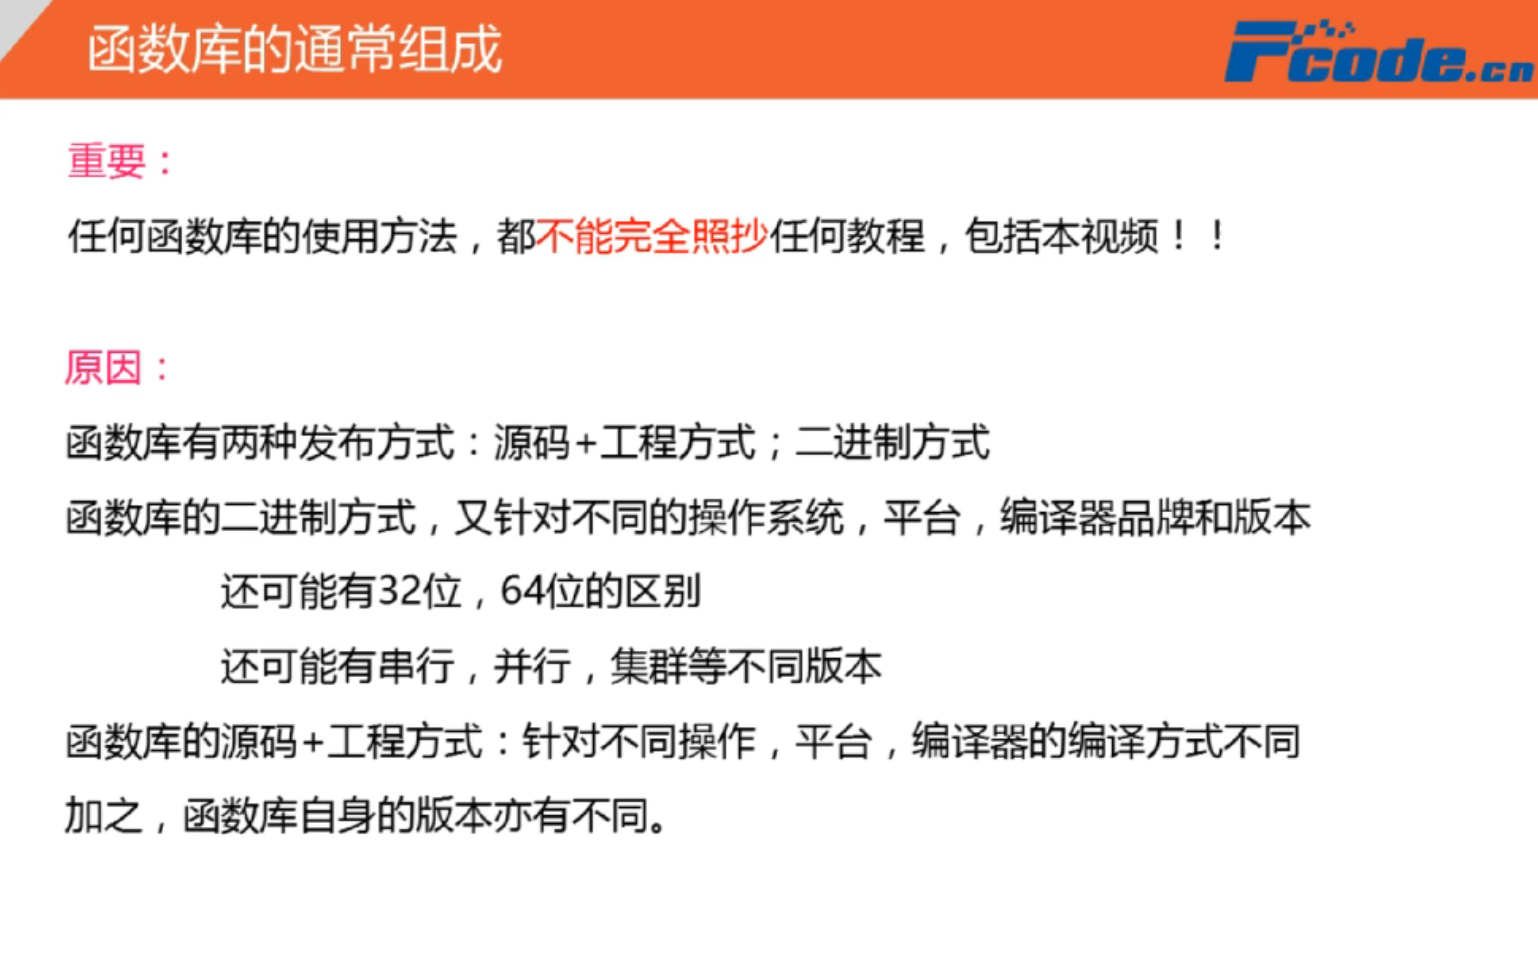 函数库的通常组成
Fcode.cn
重要：
任何函数库的使用方法，都不能完全照抄任何教程，包括本视频！！
原因：
函数库有两种发布方式：源码+工程方式；二进制方式
函数库的二进制方式，又针对不同的操作系统，平台，编译器品牌和版本
还可能有32位，64位的区别
还可能有串行，并行，集群等不同版本
函数库的源码+工程方式：针对不同操作，平台，编译器的编译方式不同
加之，函数库自身的版本亦有不同。